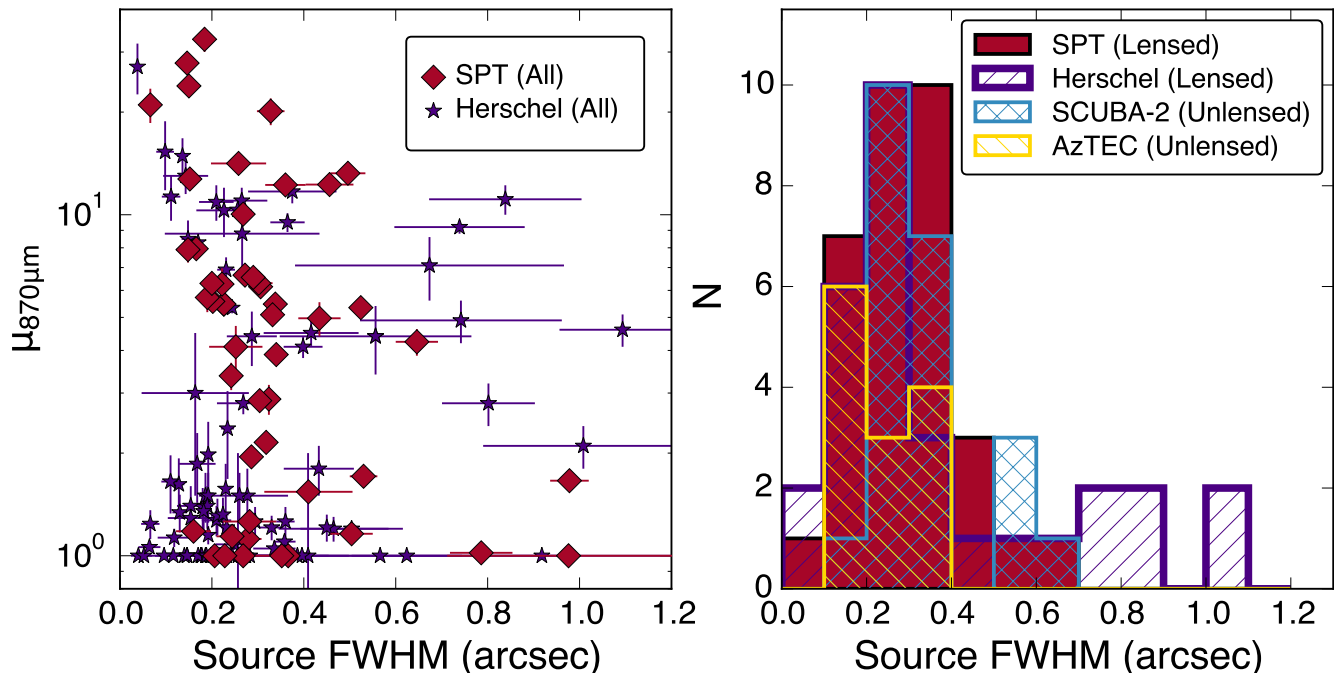 μ870μm
10¹
10⁰
SPT (All)
Herschel (All)
0.0 0.2 0.4 0.6 0.8 1.0 1.2
Source FWHM (arcsec)
N
10
8
6
4
2
0
SPT (Lensed)
Herschel (Lensed)
SCUBA-2 (Unlensed)
AzTEC (Unlensed)
0.0 0.2 0.4 0.6 0.8 1.0 1.2
Source FWHM (arcsec)